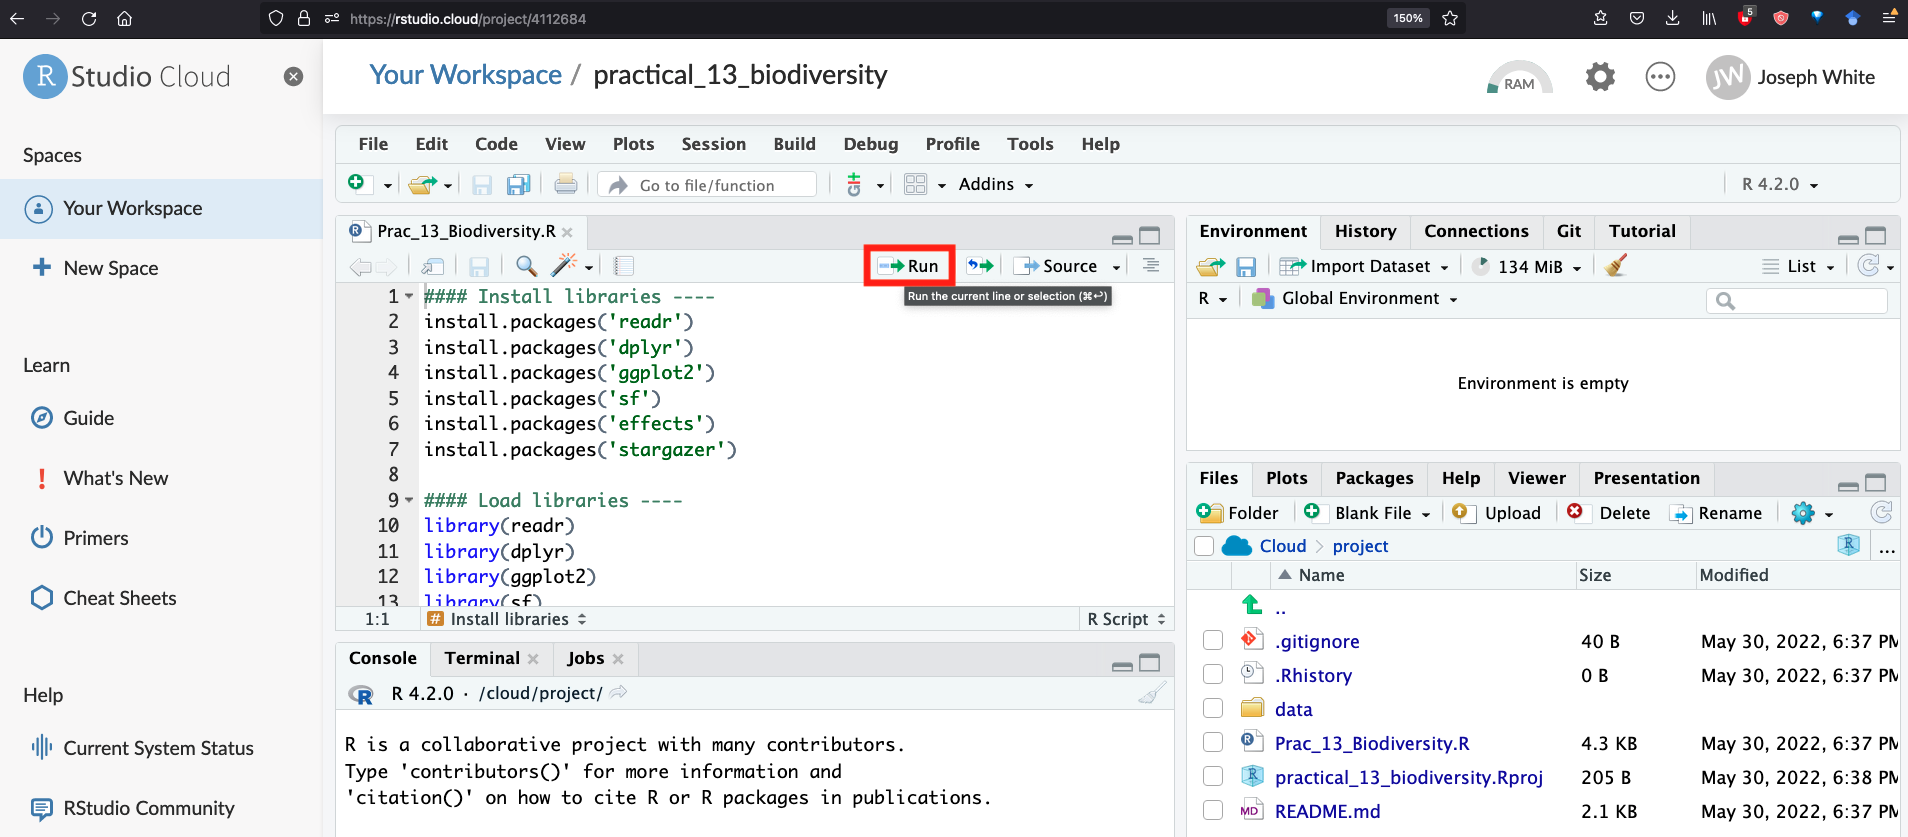 https://rstudio.cloud/project/4112684
150%
5
R Studio Cloud
Your Workspace / practical_13_biodiversity
RAM
JW Joseph White
Spaces
Your Workspace
New Space
Learn
Guide
What's New
Primers
Cheat Sheets
Help
Current System Status
RStudio Community
File Edit Code View Plots Session Build Debug Profile Tools Help
Go to file/function
Addins
R 4.2.0
Prac_13_Biodiversity.R
Run
Source
Run the current line or selection (⌘↩)
1 #### Install libraries ----
2 install.packages('readr')
3 install.packages('dplyr')
4 install.packages('ggplot2')
5 install.packages('sf')
6 install.packages('effects')
7 install.packages('stargazer')
8
9 #### Load libraries ----
10 library(readr)
11 library(dplyr)
12 library(ggplot2)
13 library(sf)
1:1 # Install libraries R Script
Console Terminal Jobs
R R 4.2.0 · /cloud/project/
R is a collaborative project with many contributors.
Type 'contributors()' for more information and
'citation()' on how to cite R or R packages in publications.
Environment History Connections Git Tutorial
Import Dataset 134 MiB List
R Global Environment
Environment is empty
Files Plots Packages Help Viewer Presentation
Folder Blank File Upload Delete Rename
Cloud project R ...
Name Size Modified
..
.gitignore 40 B May 30, 2022, 6:37 PM
.Rhistory 0 B May 30, 2022, 6:37 PM
data
R Prac_13_Biodiversity.R 4.3 KB May 30, 2022, 6:37 PM
R practical_13_biodiversity.Rproj 205 B May 30, 2022, 6:38 PM
MD README.md 2.1 KB May 30, 2022, 6:37 PM